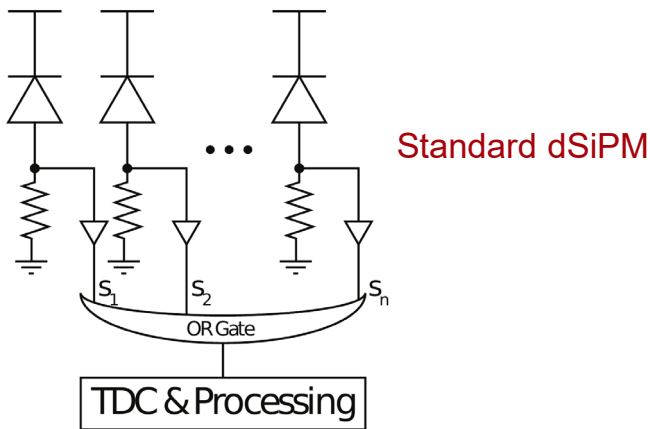 Standard dSiPM
S1
S2
Sn
OR Gate
TDC & Processing